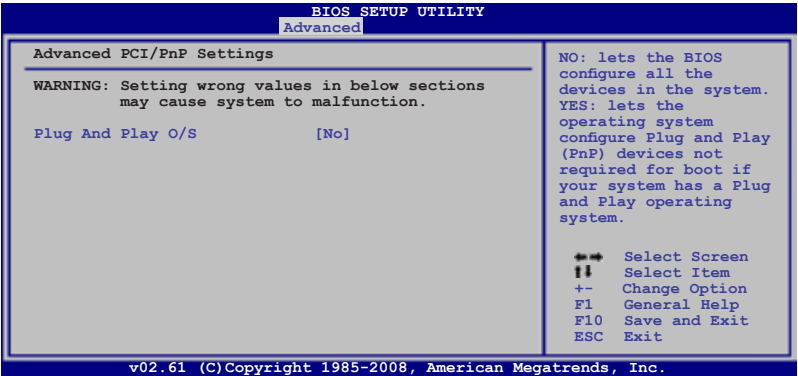 BIOS SETUP UTILITY
Advanced
Advanced PCI/PnP Settings
WARNING: Setting wrong values in below sections
may cause system to malfunction.
Plug And Play O/S [No]
NO: lets the BIOS
configure all the
devices in the system.
YES: lets the
operating system
configure Plug and Play
(PnP) devices not
required for boot if
your system has a Plug
and Play operating
system.
←→ Select Screen
↑↓ Select Item
+- Change Option
F1 General Help
F10 Save and Exit
ESC Exit
v02.61 (C)Copyright 1985-2008, American Megatrends, Inc.